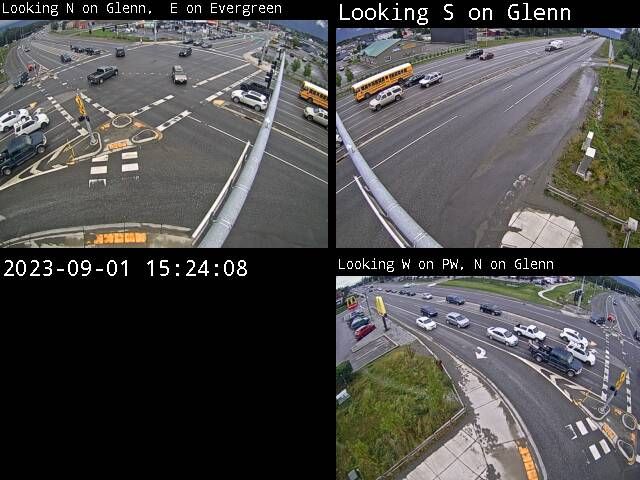 Looking N on Glenn, E on Evergreen
Looking S on Glenn
2023-09-01 15:24:08
Looking W on PW, N on Glenn